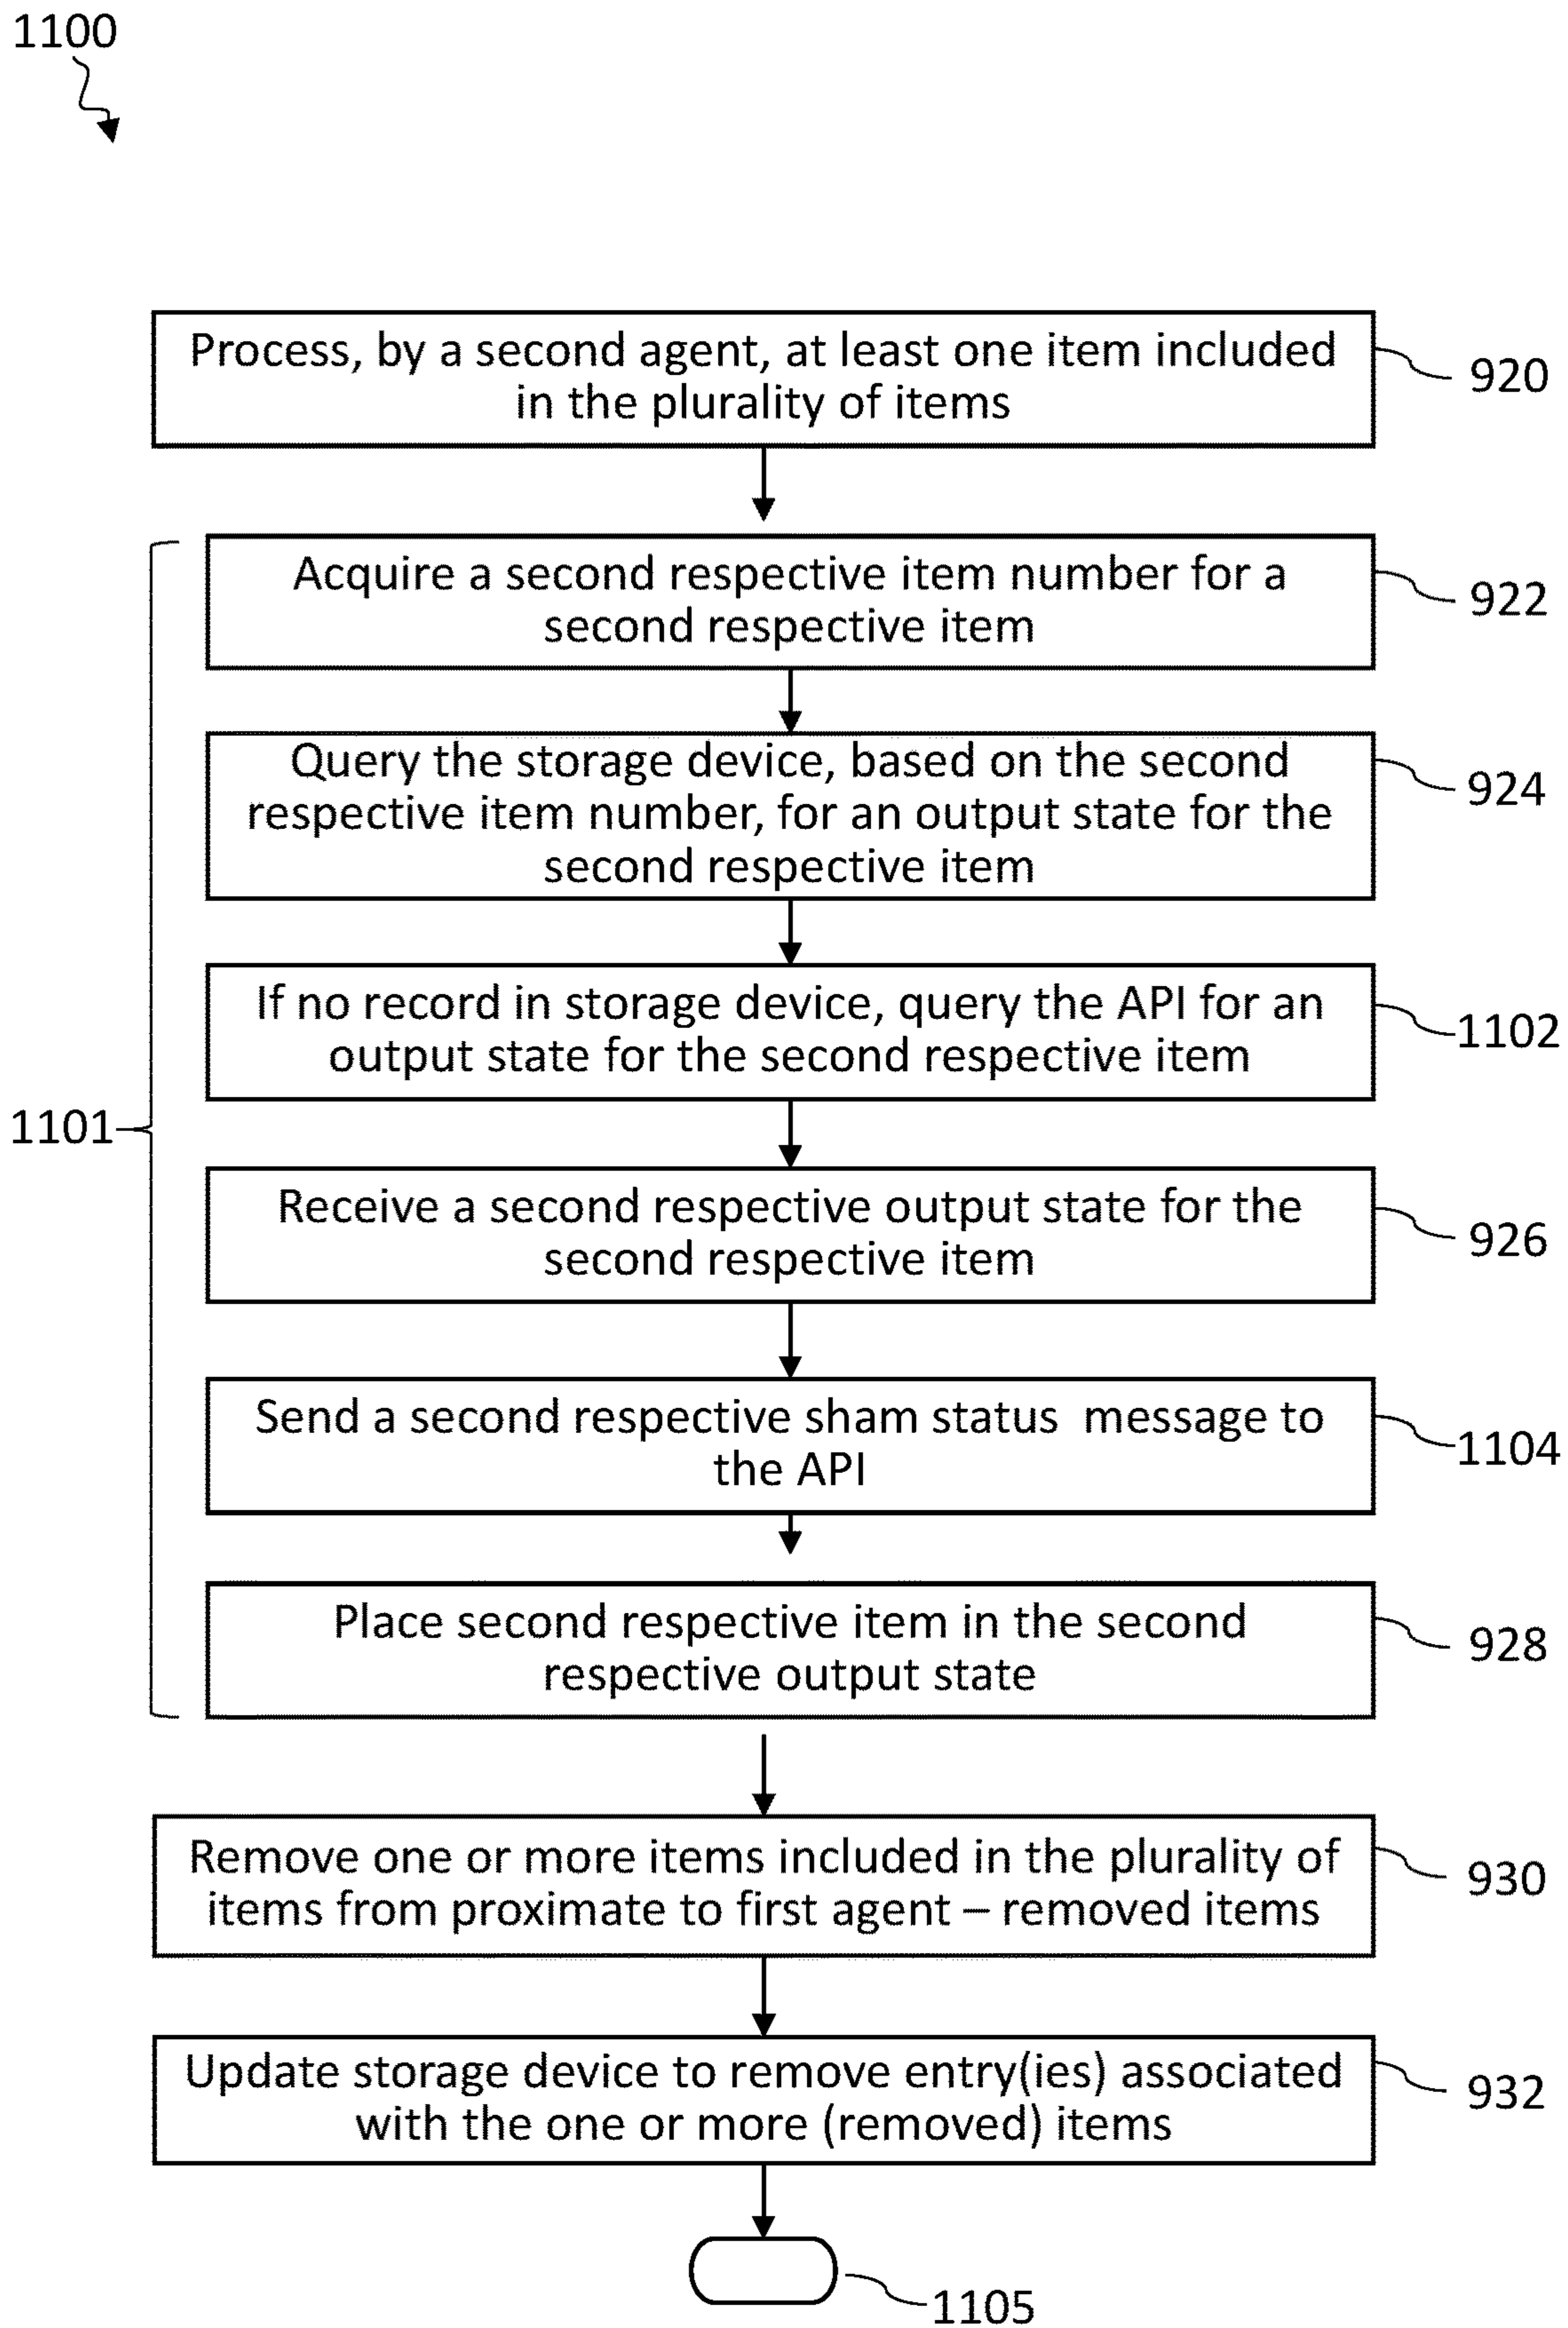 1100
Process, by a second agent, at least one item included
in the plurality of items
920
Acquire a second respective item number for a
second respective item
922
Query the storage device, based on the second
respective item number, for an output state for the
second respective item
924
If no record in storage device, query the API for an
output state for the second respective item
1102
1101
Receive a second respective output state for the
second respective item
926
Send a second respective sham status message to
the API
1104
Place second respective item in the second
respective output state
928
Remove one or more items included in the plurality of
items from proximate to first agent – removed items
930
Update storage device to remove entry(ies) associated
with the one or more (removed) items
932
1105